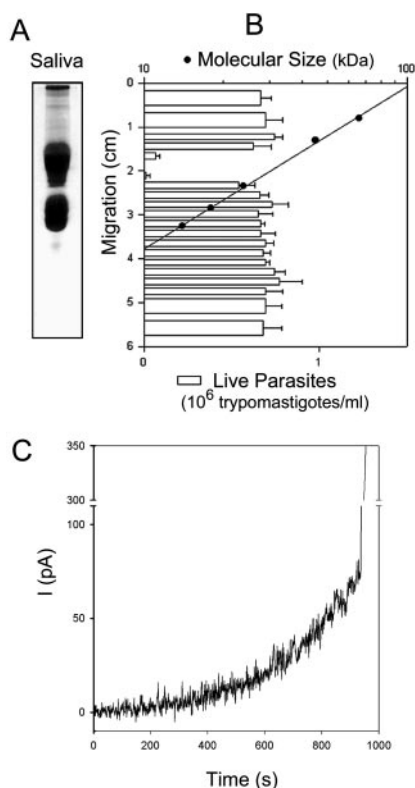 A
Saliva
B
10
● Molecular Size (kDa)
100
Migration (cm)
0
1
2
3
4
5
6
0
1
Live Parasites
(10⁶ trypomastigotes/ml)
C
I (pA)
350
300
100
50
0
0
200
400
600
800
1000
Time (s)